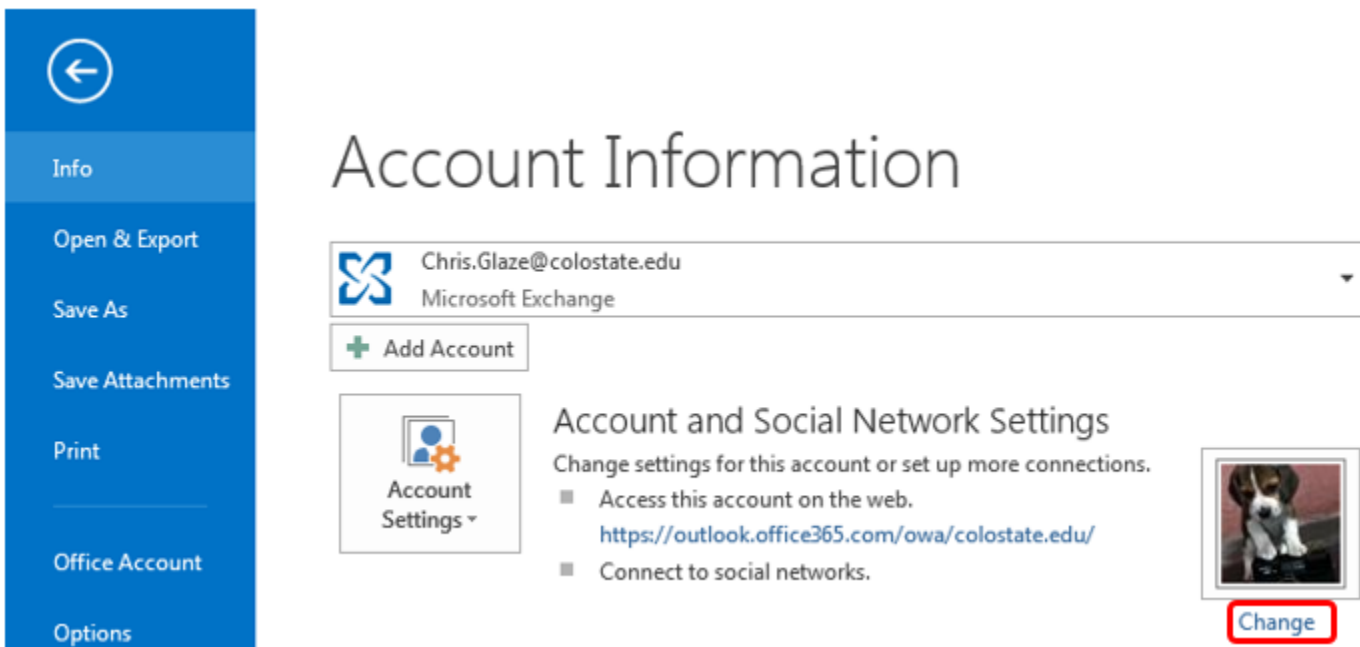 Info
Open & Export
Save As
Save Attachments
Print
Office Account
Options
Account Information
Chris.Glaze@colostate.edu
Microsoft Exchange
Add Account
Account
Settings
Account and Social Network Settings
Change settings for this account or set up more connections.
Access this account on the web.
https://outlook.office365.com/owa/colostate.edu/
Connect to social networks.
Change